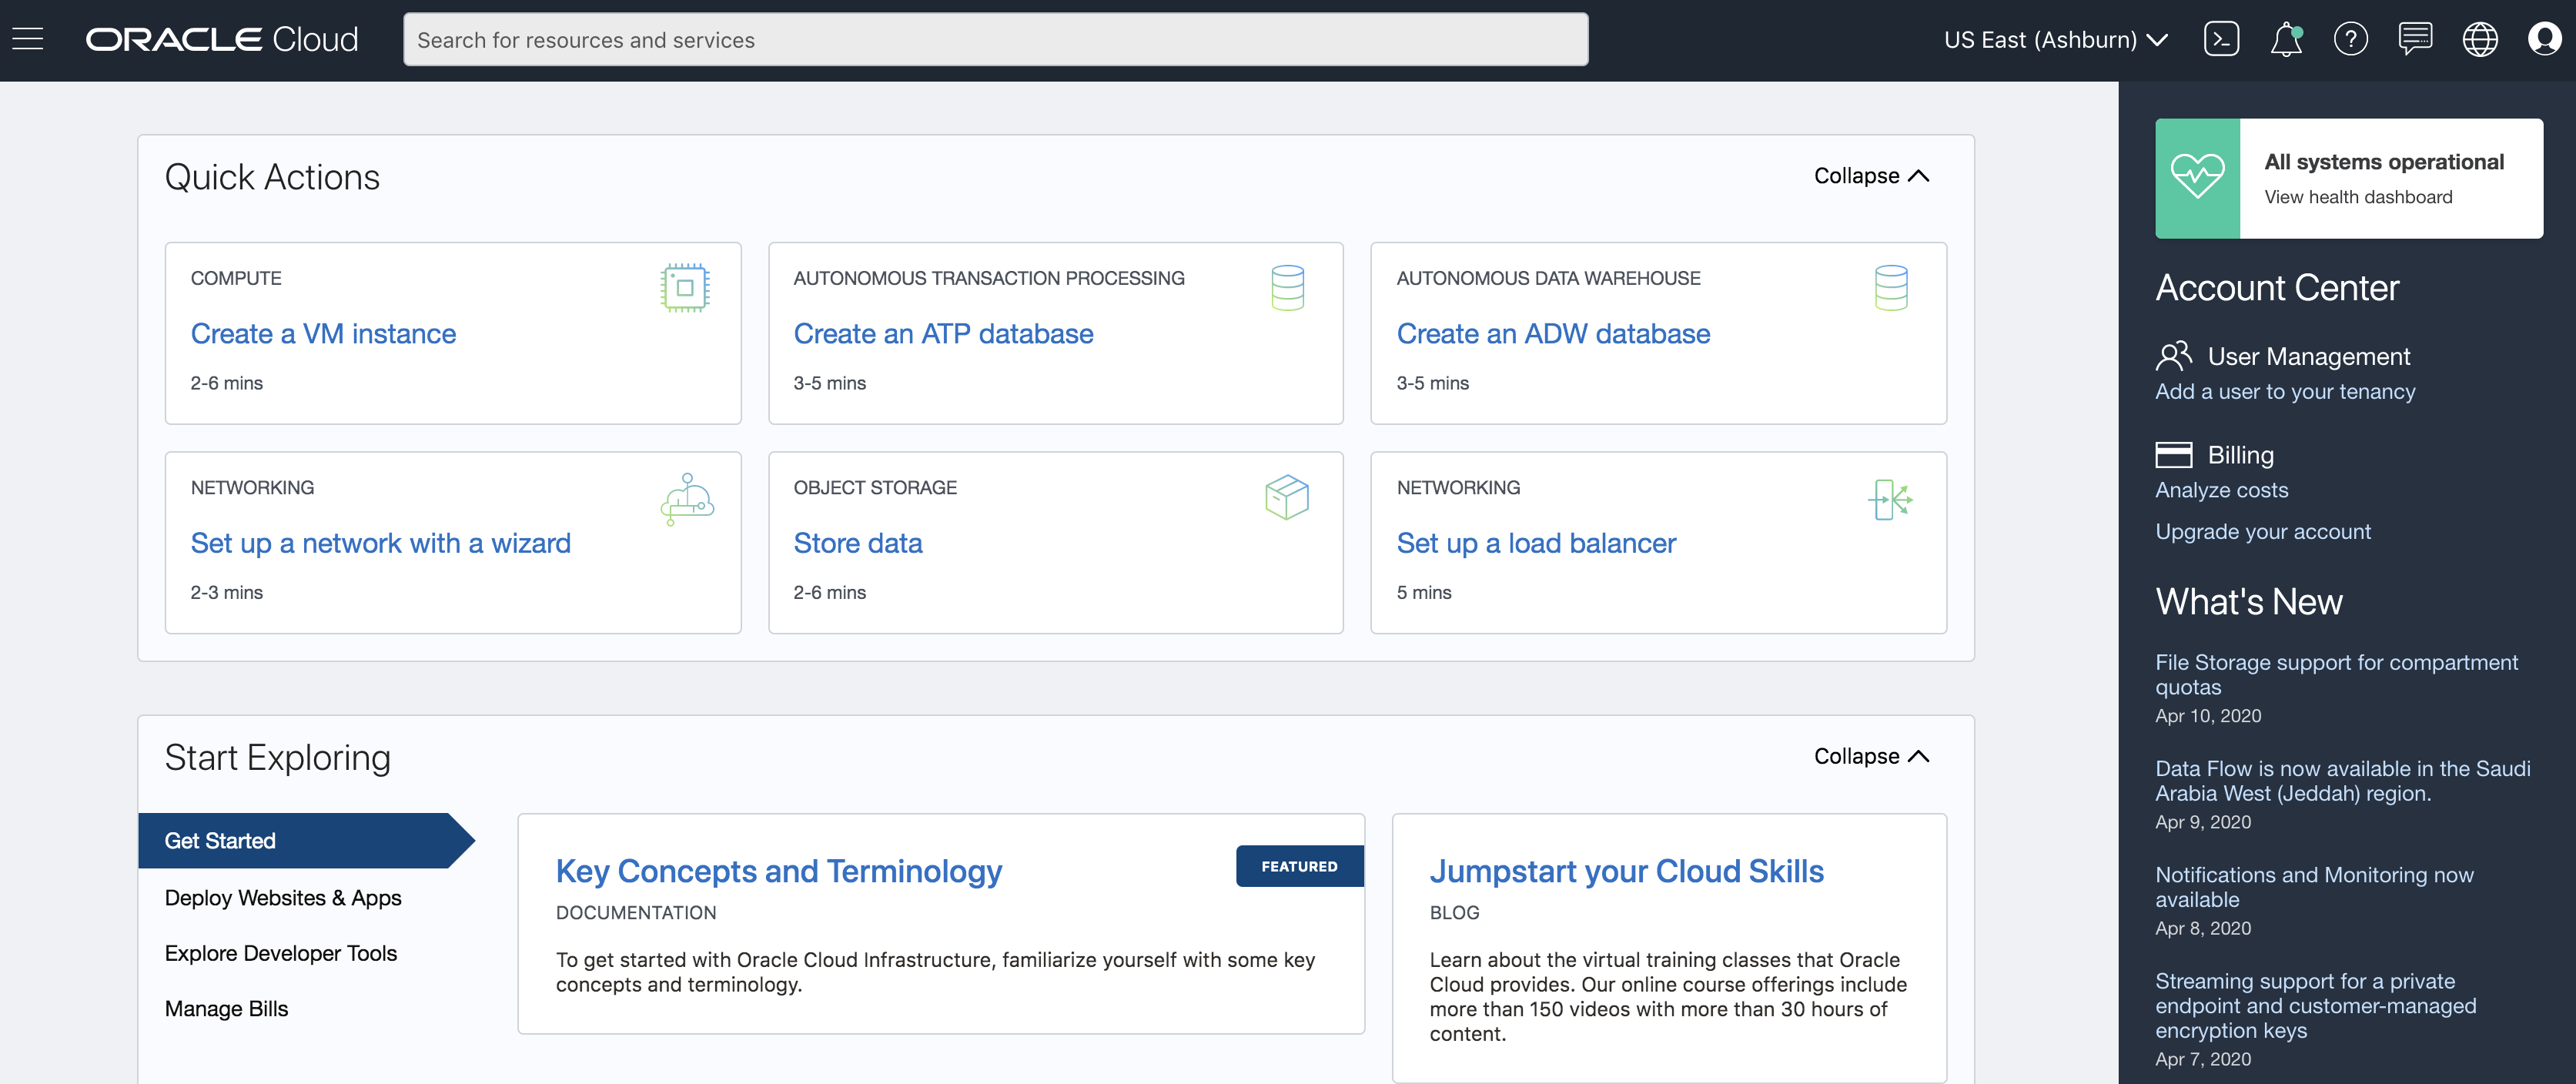 ORACLE Cloud
Search for resources and services
US East (Ashburn)
Quick Actions
Collapse
COMPUTE
Create a VM instance
2-6 mins
AUTONOMOUS TRANSACTION PROCESSING
Create an ATP database
3-5 mins
AUTONOMOUS DATA WAREHOUSE
Create an ADW database
3-5 mins
NETWORKING
Set up a network with a wizard
2-3 mins
OBJECT STORAGE
Store data
2-6 mins
NETWORKING
Set up a load balancer
5 mins
Start Exploring
Collapse
Get Started
Deploy Websites & Apps
Explore Developer Tools
Manage Bills
Key Concepts and Terminology
FEATURED
DOCUMENTATION
To get started with Oracle Cloud Infrastructure, familiarize yourself with some key
concepts and terminology.
Jumpstart your Cloud Skills
BLOG
Learn about the virtual training classes that Oracle
Cloud provides. Our online course offerings include
more than 150 videos with more than 30 hours of
content.
All systems operational
View health dashboard
Account Center
User Management
Add a user to your tenancy
Billing
Analyze costs
Upgrade your account
What's New
File Storage support for compartment
quotas
Apr 10, 2020
Data Flow is now available in the Saudi
Arabia West (Jeddah) region.
Apr 9, 2020
Notifications and Monitoring now
available
Apr 8, 2020
Streaming support for a private
endpoint and customer-managed
encryption keys
Apr 7, 2020